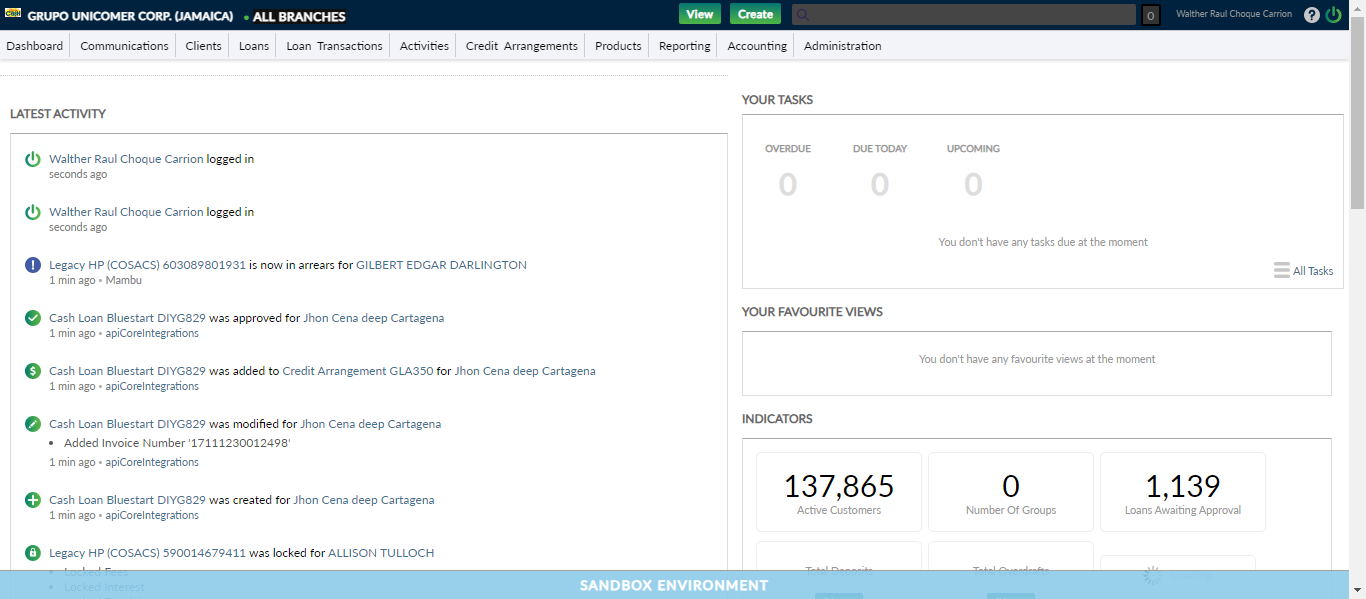 GRUPO UNICOMER CORP. (JAMAICA) • ALL BRANCHES View Create 0 Walther Raul Choque Carrion ?
Dashboard Communications Clients Loans Loan Transactions Activities Credit Arrangements Products Reporting Accounting Administration
LATEST ACTIVITY
Walther Raul Choque Carrion logged in
seconds ago
Walther Raul Choque Carrion logged in
seconds ago
Legacy HP (COSACS) 603089801931 is now in arrears for GILBERT EDGAR DARLINGTON
1 min ago • Mambu
Cash Loan Bluestart DIYG829 was approved for Jhon Cena deep Cartagena
1 min ago • apiCoreIntegrations
Cash Loan Bluestart DIYG829 was added to Credit Arrangement GLA350 for Jhon Cena deep Cartagena
1 min ago • apiCoreIntegrations
Cash Loan Bluestart DIYG829 was modified for Jhon Cena deep Cartagena
• Added Invoice Number '17111230012498'
1 min ago • apiCoreIntegrations
Cash Loan Bluestart DIYG829 was created for Jhon Cena deep Cartagena
1 min ago • apiCoreIntegrations
Legacy HP (COSACS) 590014679411 was locked for ALLISON TULLOCH
• Locked Fees
• Locked Interest
YOUR TASKS
OVERDUE DUE TODAY UPCOMING
0 0 0
You don't have any tasks due at the moment
All Tasks
YOUR FAVOURITE VIEWS
You don't have any favourite views at the moment
INDICATORS
137,865 0 1,139
Active Customers Number Of Groups Loans Awaiting Approval
Total Deposits Total Overdrafts
SANDBOX ENVIRONMENT